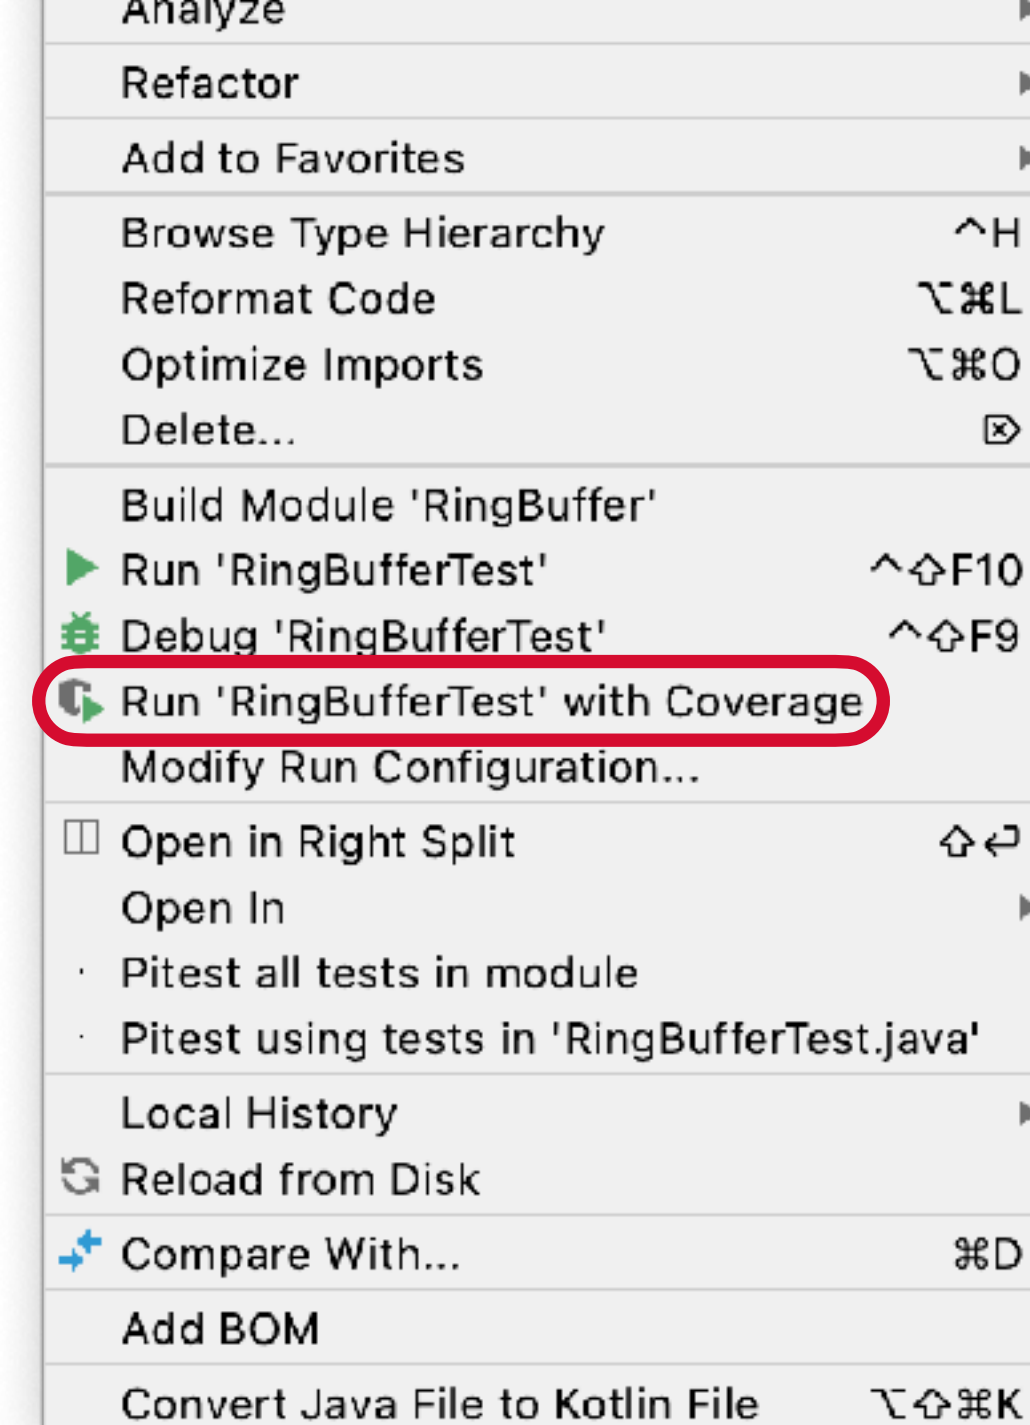 Analyze
Refactor
Add to Favorites
Browse Type Hierarchy ^H
Reformat Code ⌥⌘L
Optimize Imports ⌥⌘O
Delete... ⌦
Build Module 'RingBuffer'
Run 'RingBufferTest' ^⇧F10
Debug 'RingBufferTest' ^⇧F9
Run 'RingBufferTest' with Coverage
Modify Run Configuration...
Open in Right Split ⇧⏎
Open In
Pitest all tests in module
Pitest using tests in 'RingBufferTest.java'
Local History
Reload from Disk
Compare With... ⌘D
Add BOM
Convert Java File to Kotlin File ⌥⇧⌘K